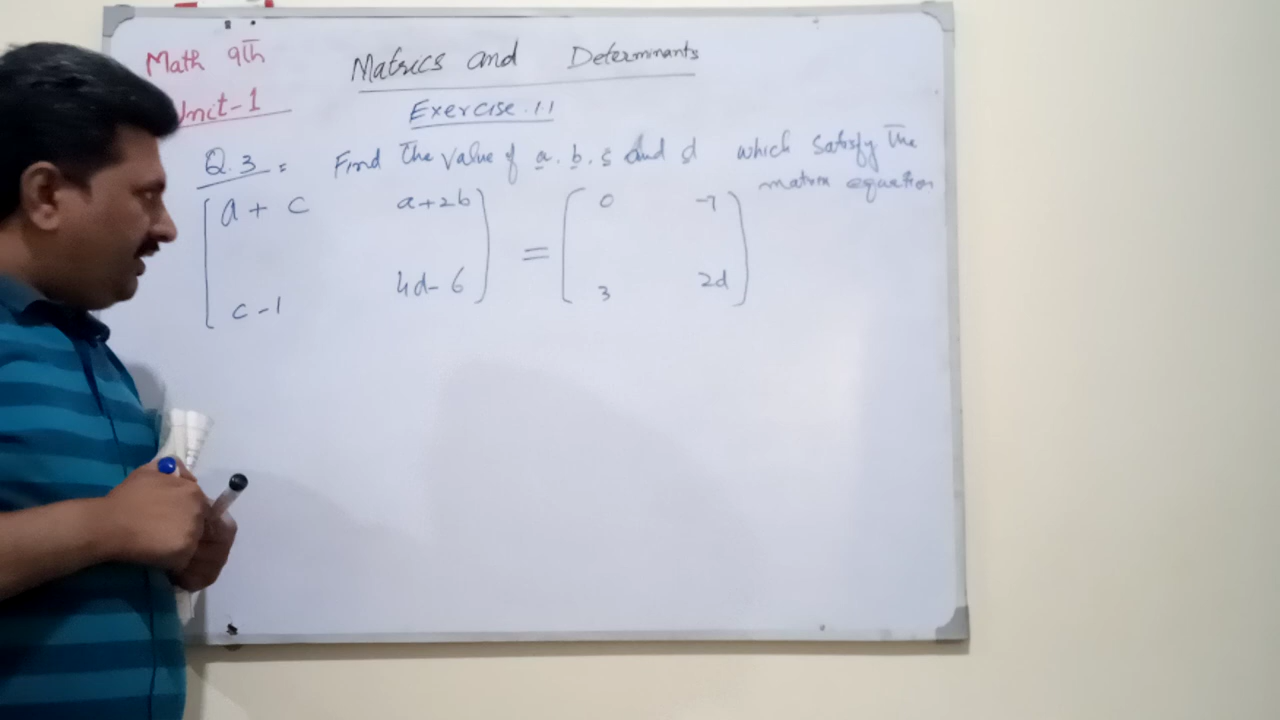 Math 9th
Matrics and Determinants
Unit-1
Exercise 1.1
Q.3 = Find the value of a, b, c and d which satisfy the
matrix equation
[ a + c a+2b ] = [ 0 -7 ]
[ c -1 4d- 6 ] [ 3 2d ]